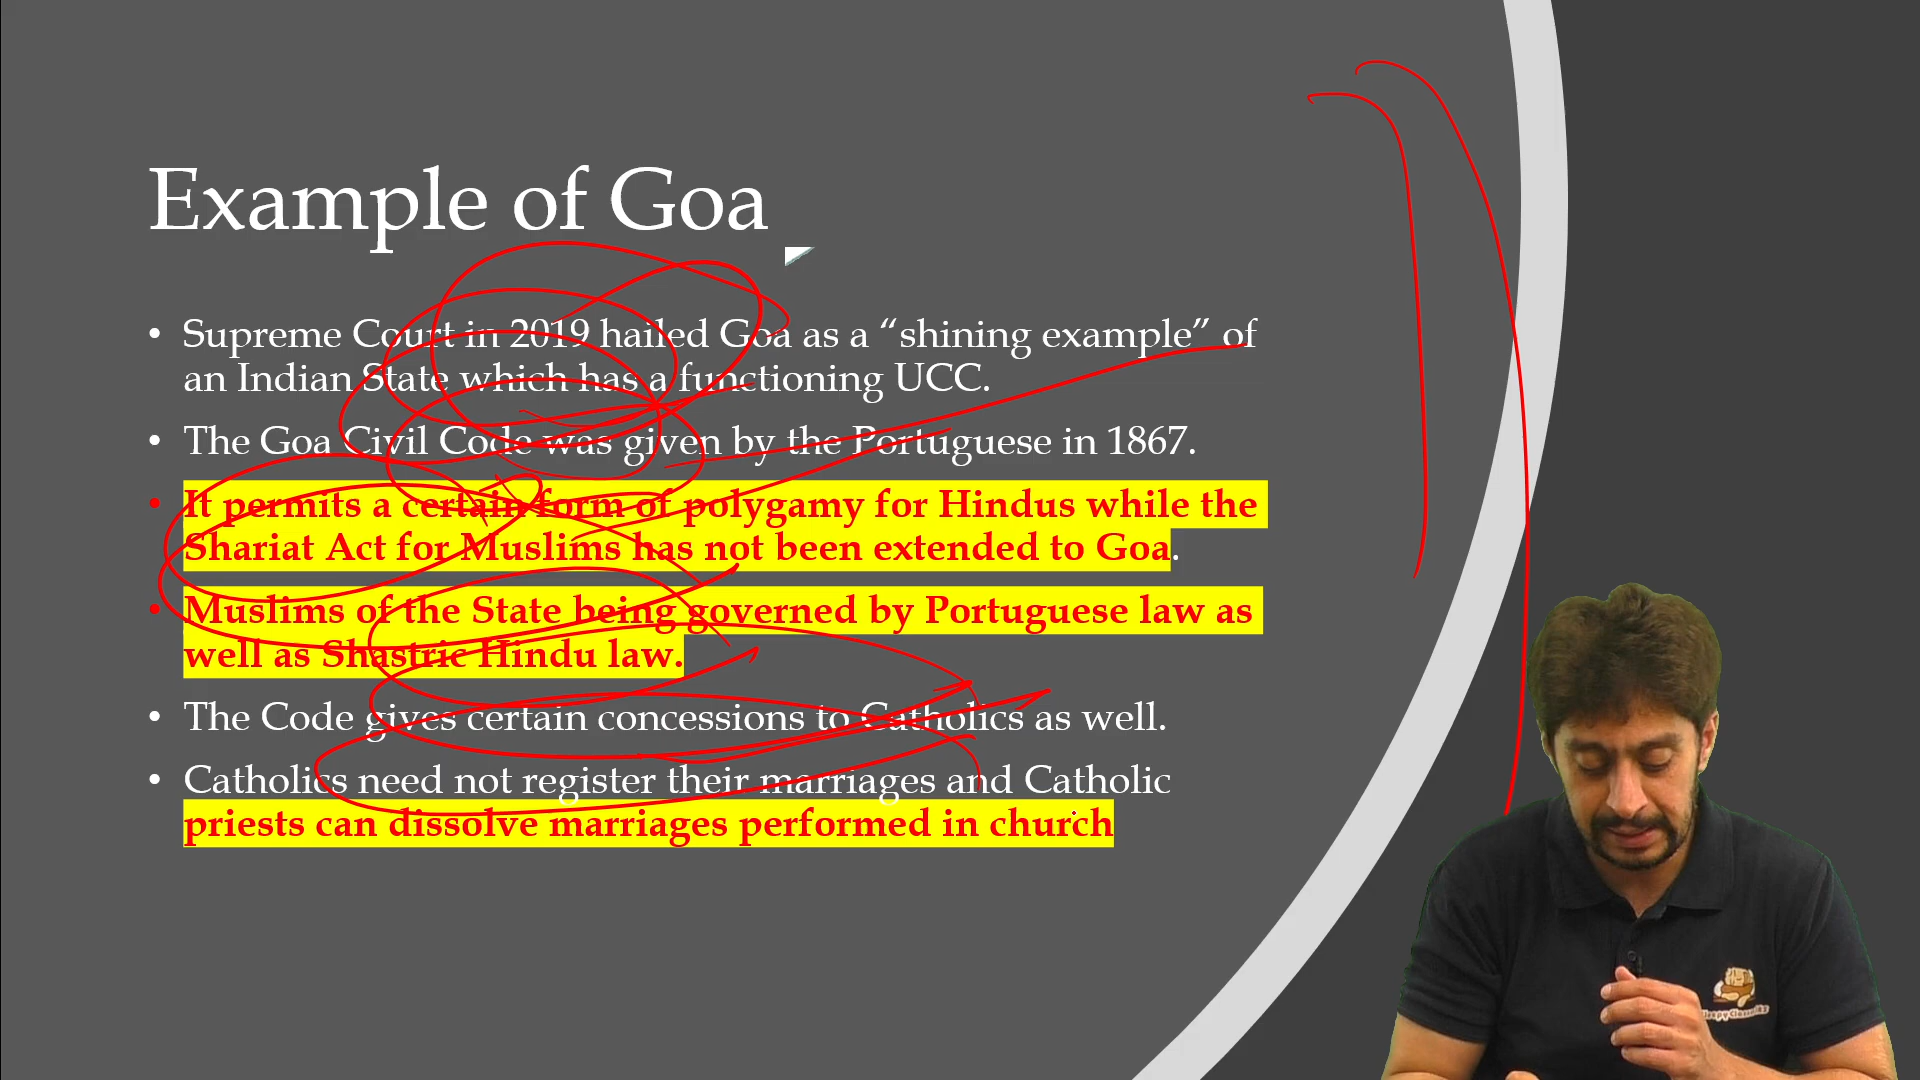 Example of Goa
• Supreme Court in 2019 hailed Goa as a “shining example” of
an Indian State which has a functioning UCC.
• The Goa Civil Code was given by the Portuguese in 1867.
• It permits a certain form of polygamy for Hindus while the
Shariat Act for Muslims has not been extended to Goa.
• Muslims of the State being governed by Portuguese law as
well as Shastric Hindu law.
• The Code gives certain concessions to Catholics as well.
• Catholics need not register their marriages and Catholic
priests can dissolve marriages performed in church